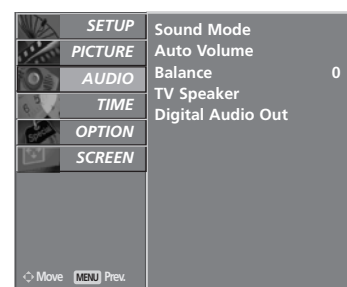 SETUP
PICTURE
AUDIO
TIME
OPTION
SCREEN
Sound Mode
Auto Volume
Balance 0
TV Speaker
Digital Audio Out
Move MENU Prev.